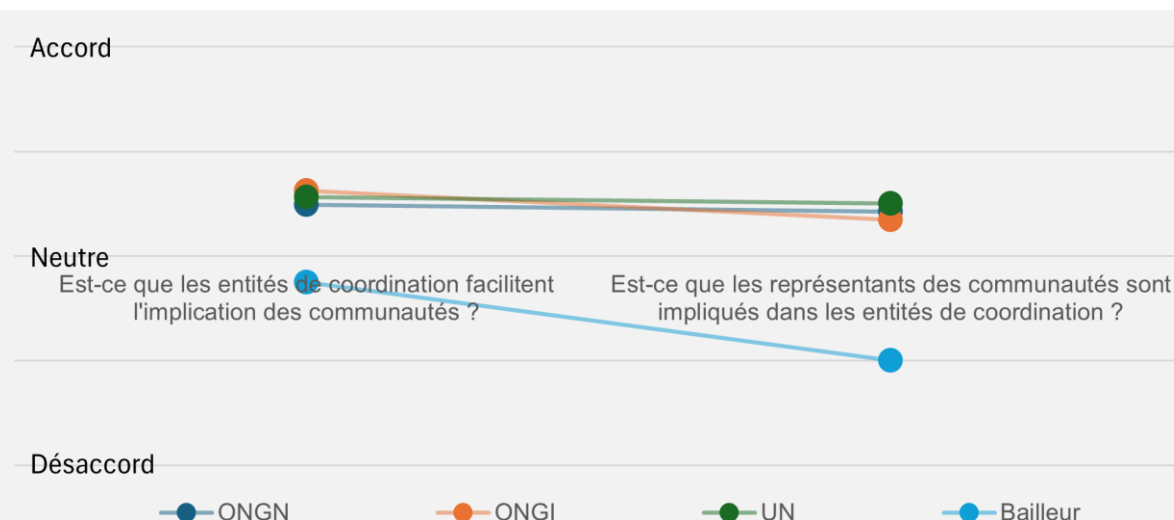 Accord
Neutre
Est-ce que les entités de coordination facilitent
l'implication des communautés ?
Est-ce que les représentants des communautés sont
impliqués dans les entités de coordination ?
Désaccord
ONGN
ONGI
UN
Bailleur